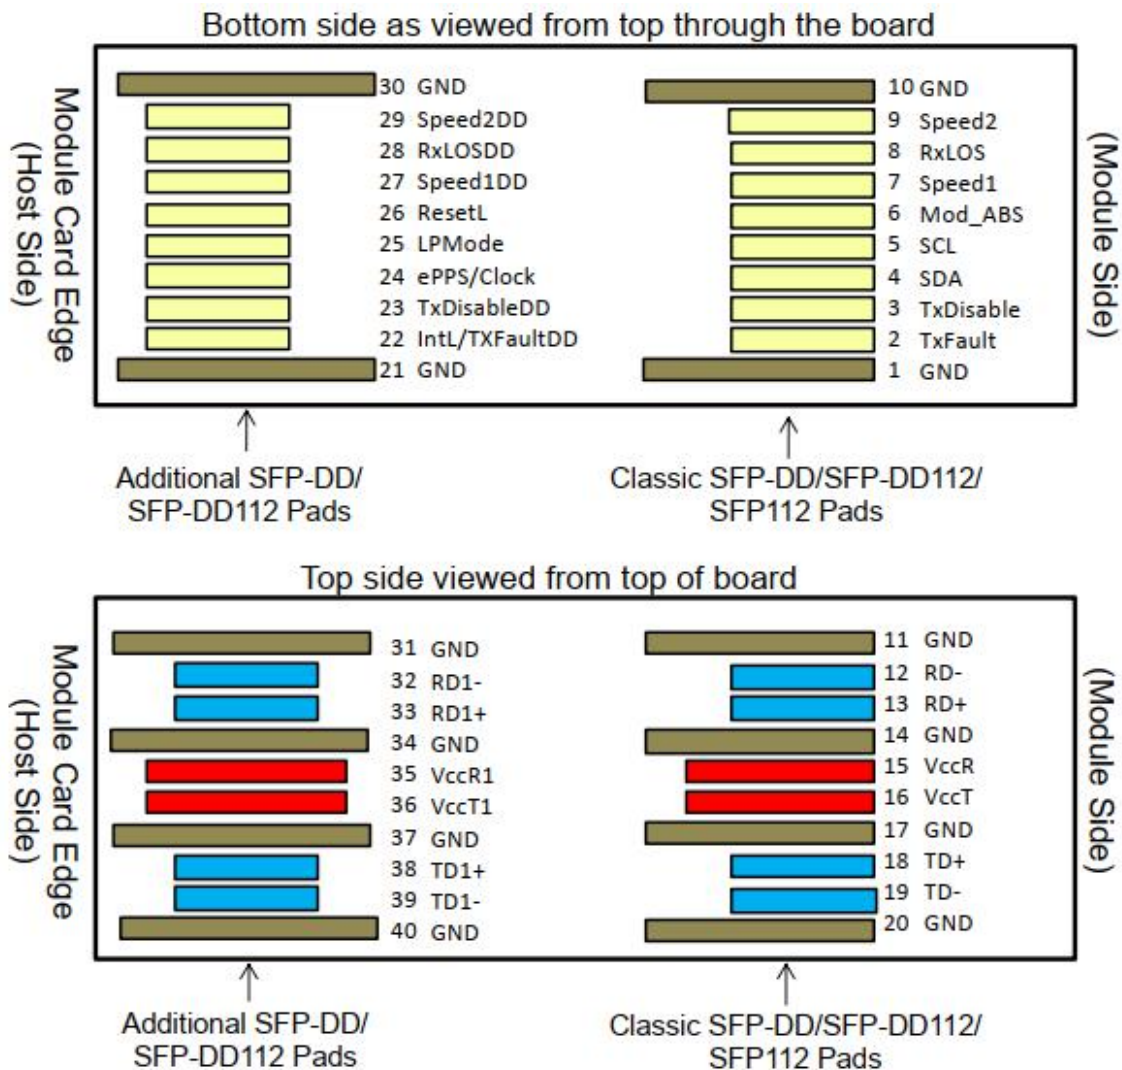 Bottom side as viewed from top through the board
Module Card Edge
(Host Side)
30 GND
29 Speed2DD
28 RxLOSDD
27 Speed1DD
26 ResetL
25 LPMode
24 ePPS/Clock
23 TxDisableDD
22 IntL/TXFaultDD
21 GND
10 GND
9 Speed2
8 RxLOS
7 Speed1
6 Mod_ABS
5 SCL
4 SDA
3 TxDisable
2 TxFault
1 GND
(Module Side)
Additional SFP-DD/
SFP-DD112 Pads
Classic SFP-DD/SFP-DD112/
SFP112 Pads
Top side viewed from top of board
Module Card Edge
(Host Side)
31 GND
32 RD1-
33 RD1+
34 GND
35 VccR1
36 VccT1
37 GND
38 TD1+
39 TD1-
40 GND
11 GND
12 RD-
13 RD+
14 GND
15 VccR
16 VccT
17 GND
18 TD+
19 TD-
20 GND
(Module Side)
Additional SFP-DD/
SFP-DD112 Pads
Classic SFP-DD/SFP-DD112/
SFP112 Pads